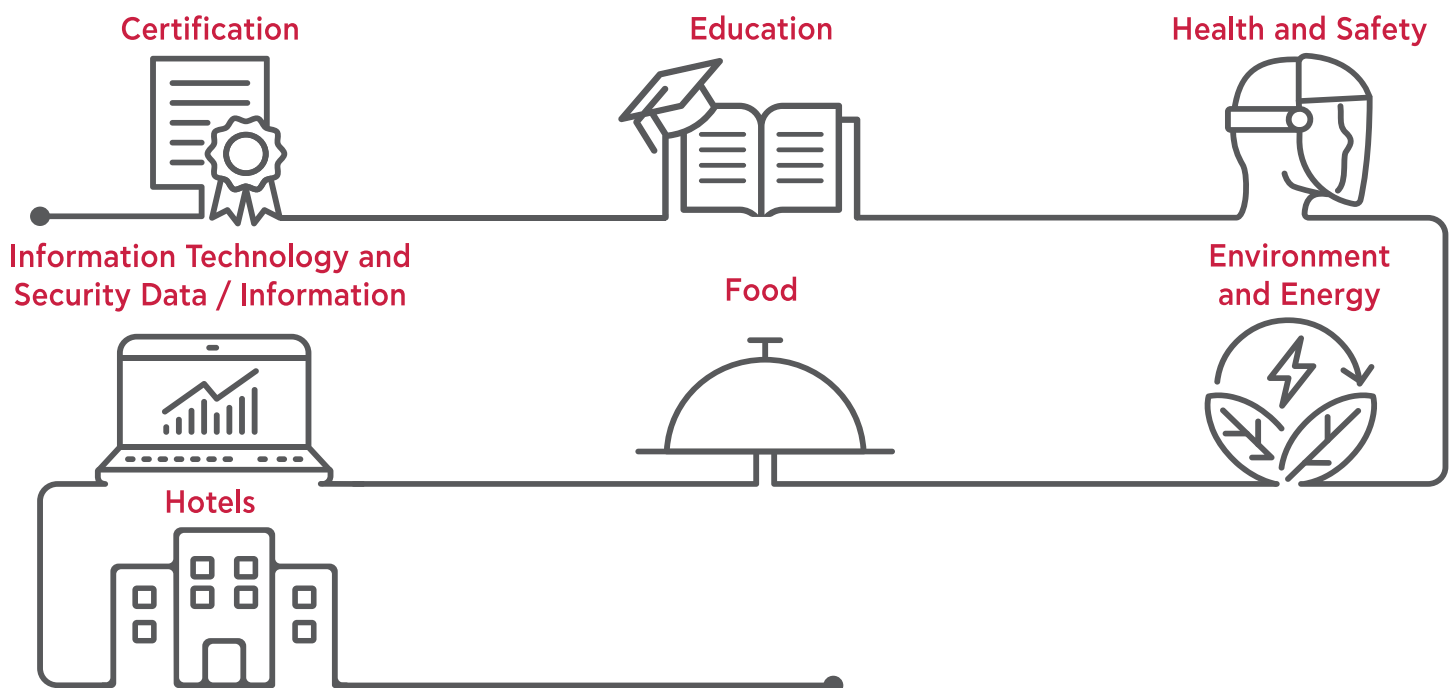 Certification
Education
Health and Safety
Information Technology and
Security Data / Information
Food
Environment
and Energy
Hotels